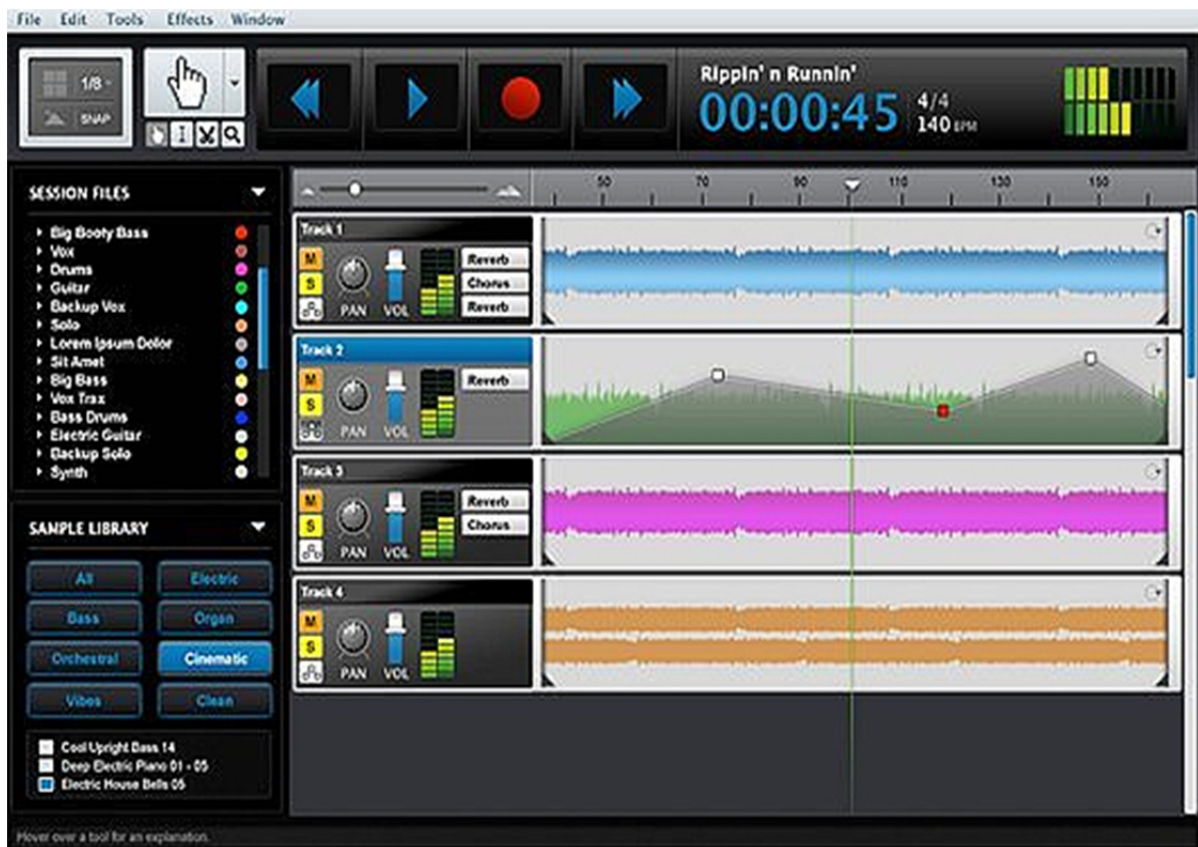 File Edit Tools Effects Window
1/8
SNAP
Rippin' n Runnin'
00:00:45
4/4
140 BPM
SESSION FILES
Big Booty Bass
Vox
Drums
Guitar
Backup Vox
Solo
Lorem Ipsum Dolor
Sit Amet
Big Bass
Vox Trax
Bass Drums
Electric Guitar
Backup Solo
Synth
SAMPLE LIBRARY
All Electric
Bass Organ
Orchestral Cinematic
Vibes Clean
Cool Upright Bass 14
Deep Electric Piano 01 - 05
Electric House Bells 05
Hover over a tool for an explanation.
50 70 90 110 130 150
Track 1
M
S
PAN VOL
Reverb
Chorus
Reverb
Track 2
M
S
PAN VOL
Reverb
Track 3
M
S
PAN VOL
Reverb
Chorus
Track 4
M
S
PAN VOL